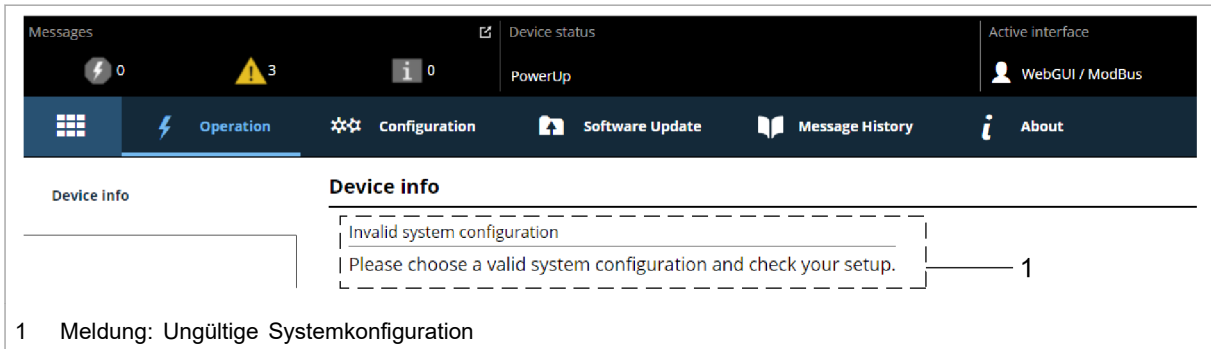 Messages
Device status
Active interface
0
3
0
PowerUp
WebGUI / ModBus
Operation
Configuration
Software Update
Message History
About
Device info
Device info
Invalid system configuration
Please choose a valid system configuration and check your setup.
1
1 Meldung: Ungültige Systemkonfiguration